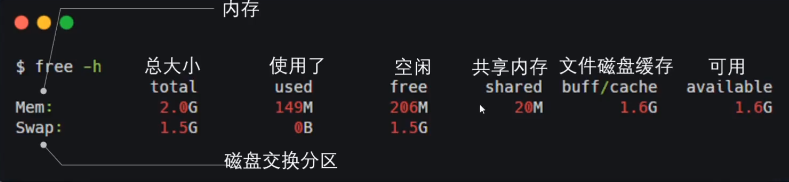 内存
$ free -h 总大小 使用了 空闲 共享内存 文件磁盘缓存 可用
total used free shared buff/cache available
Mem: 2.0G 149M 206M 20M 1.6G 1.6G
Swap: 1.5G 0B 1.5G
磁盘交换分区